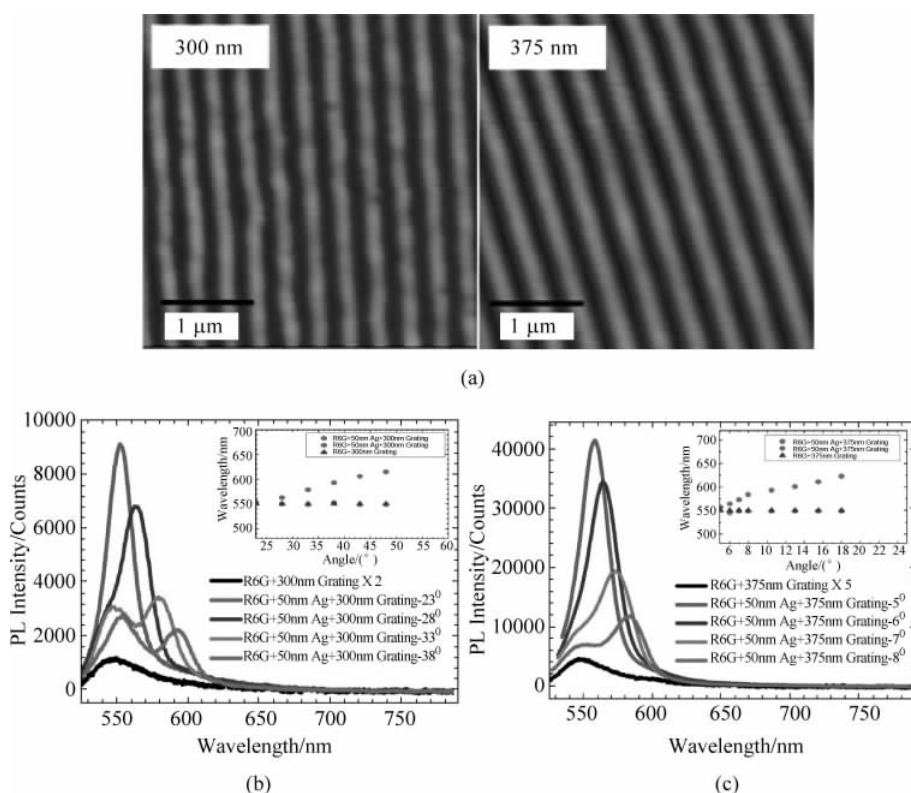 300 nm
375 nm
1 μm
1 μm
(a)
PL Intensity/Counts
10000
8000
6000
4000
2000
0
550
600
650
700
750
Wavelength/nm
Wavelength/nm
700
650
600
550
500
25
30
35
40
45
50
55
60
Angle/(°)
R6G+50nm Ag+300nm Grating
R6G+50nm Ag+300nm Grating
R6G+300nm Grating
R6G+300nm Grating X 2
R6G+50nm Ag+300nm Grating-23⁰
R6G+50nm Ag+300nm Grating-28⁰
R6G+50nm Ag+300nm Grating-33⁰
R6G+50nm Ag+300nm Grating-38⁰
(b)
PL Intensity/Counts
40000
30000
20000
10000
0
550
600
650
700
750
Wavelength/nm
Wavelength/nm
700
650
600
550
500
6
8
10
12
14
16
18
20
22
24
Angle/(°)
R6G+50nm Ag+375nm Grating
R6G+50nm Ag+375nm Grating
R6G+375nm Grating
R6G+375nm Grating X 5
R6G+50nm Ag+375nm Grating-5⁰
R6G+50nm Ag+375nm Grating-6⁰
R6G+50nm Ag+375nm Grating-7⁰
R6G+50nm Ag+375nm Grating-8⁰
(c)